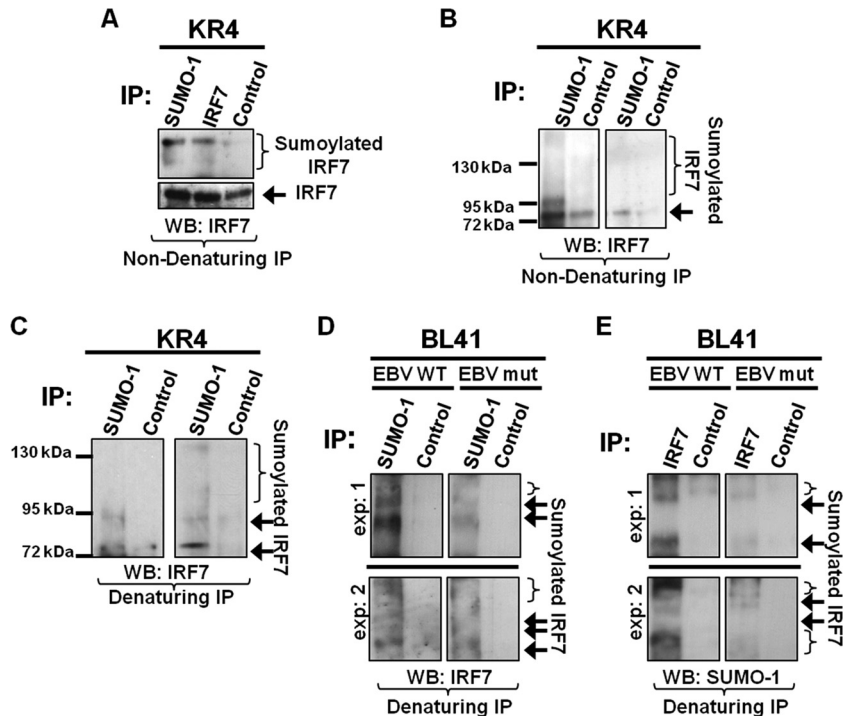 A
KR4
IP:
SUMO-1
IRF7
Control
Sumoylated
IRF7
IRF7
WB: IRF7
Non-Denaturing IP
B
KR4
IP:
SUMO-1
Control
SUMO-1
Control
130 kDa
95 kDa
72 kDa
Sumoylated
IRF7
WB: IRF7
Non-Denaturing IP
C
KR4
IP:
SUMO-1
Control
SUMO-1
Control
130 kDa
95 kDa
72 kDa
Sumoylated IRF7
WB: IRF7
Denaturing IP
D
BL41
EBV WT
EBV mut
IP:
SUMO-1
Control
SUMO-1
Control
exp: 1
exp: 2
Sumoylated IRF7
WB: IRF7
Denaturing IP
E
BL41
EBV WT
EBV mut
IP:
IRF7
Control
IRF7
Control
exp: 1
exp: 2
Sumoylated IRF7
WB: SUMO-1
Denaturing IP